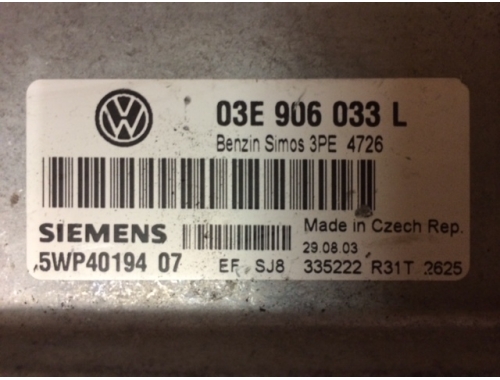 03E 906 033 L
Benzin Simos 3PE 4726
SIEMENS
Made in Czech Rep.
29.08.03
5WP40194 07
EF SJ8 335222 R31T 2625